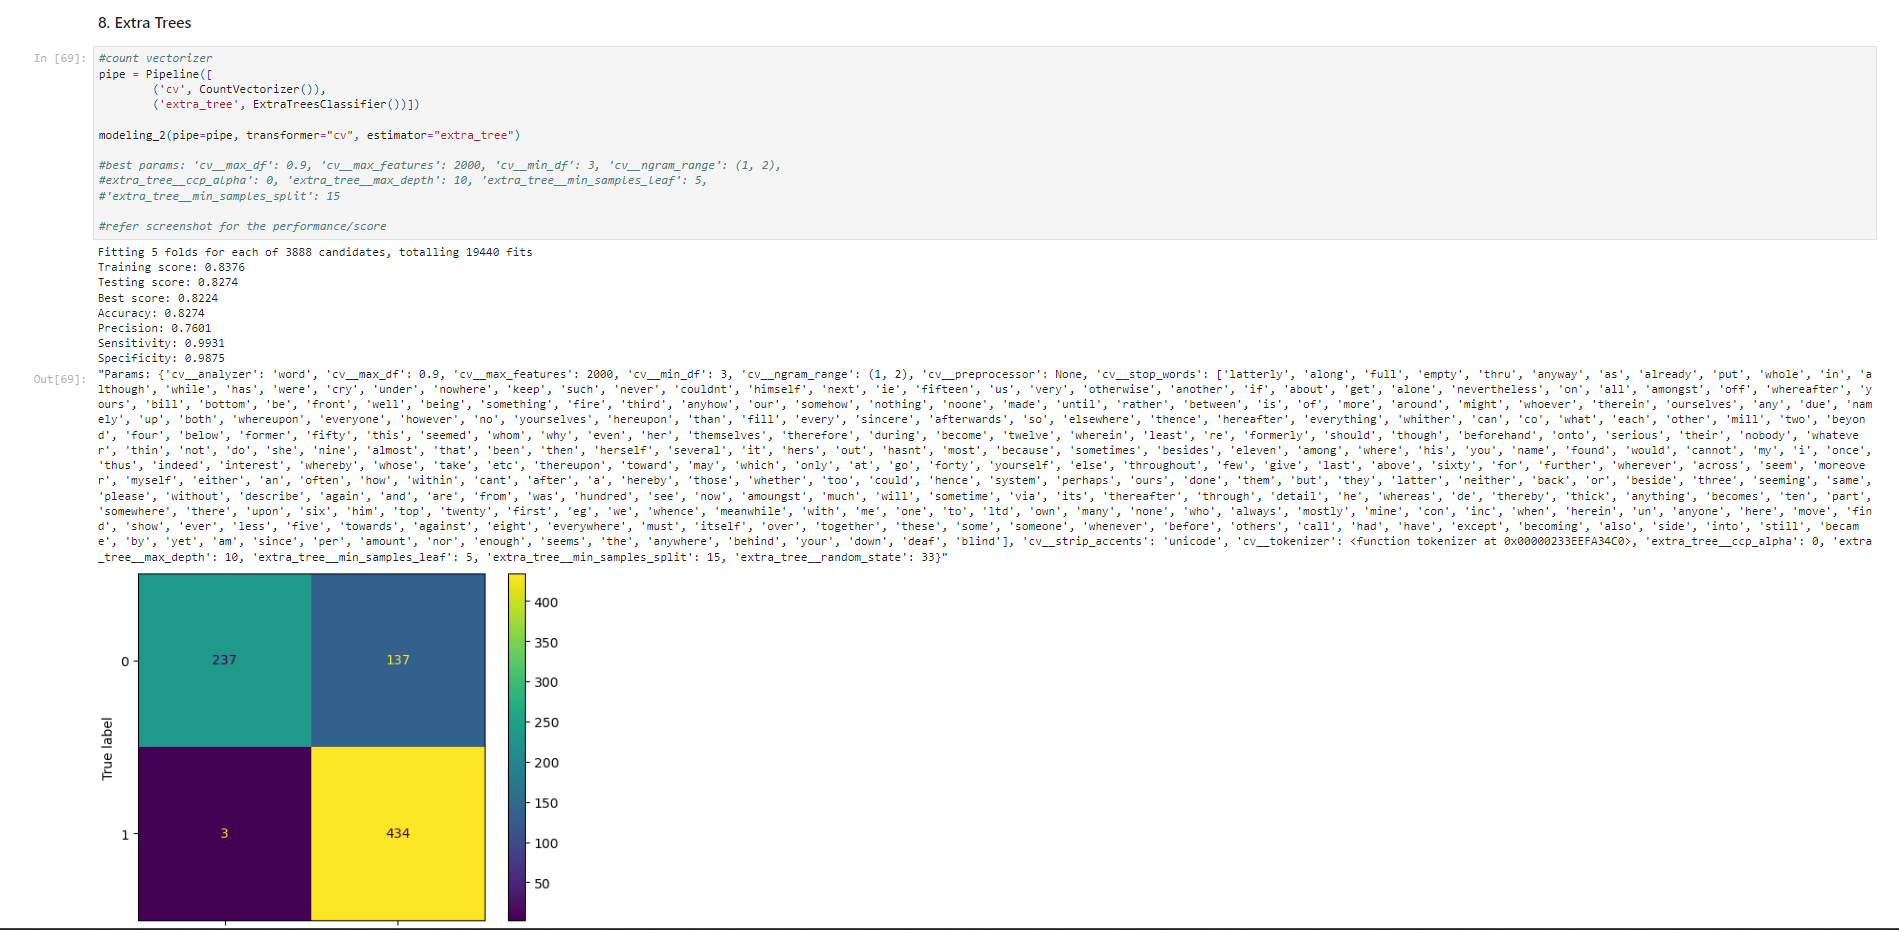 8. Extra Trees
In [69]:
#count vectorizer
pipe = Pipeline([
('cv', CountVectorizer()),
('extra_tree', ExtraTreesClassifier())])
modeling_2(pipe=pipe, transformer="cv", estimator="extra_tree")
#best params: 'cv__max_df': 0.9, 'cv__max_features': 2000, 'cv__min_df': 3, 'cv__ngram_range': (1, 2),
#extra_tree__ccp_alpha': 0, 'extra_tree__max_depth': 10, 'extra_tree__min_samples_leaf': 5,
#'extra_tree__min_samples_split': 15
#refer screenshot for the performance/score
Fitting 5 folds for each of 3888 candidates, totalling 19440 fits
Training score: 0.8376
Testing score: 0.8274
Best score: 0.8224
Accuracy: 0.8274
Precision: 0.7601
Sensitivity: 0.9931
Specificity: 0.9875
Out[69]:
"Params: {'cv__analyzer': 'word', 'cv__max_df': 0.9, 'cv__max_features': 2000, 'cv__min_df': 3, 'cv__ngram_range': (1, 2), 'cv__preprocessor': None, 'cv__stop_words': ['latterly', 'along', 'full', 'empty', 'thru', 'anyway', 'as', 'already', 'put', 'whole', 'in', 'a
lthough', 'while', 'has', 'were', 'cry', 'under', 'nowhere', 'keep', 'such', 'never', 'couldnt', 'himself', 'next', 'ie', 'fifteen', 'us', 'very', 'otherwise', 'another', 'if', 'about', 'get', 'alone', 'nevertheless', 'on', 'all', 'amongst', 'off', 'whereafter', 'y
ours', 'bill', 'bottom', 'be', 'front', 'well', 'being', 'something', 'fire', 'third', 'anyhow', 'our', 'somehow', 'nothing', 'noone', 'made', 'until', 'rather', 'between', 'is', 'of', 'more', 'around', 'might', 'whoever', 'therein', 'ourselves', 'any', 'due', 'nam
ely', 'up', 'both', 'whereupon', 'everyone', 'however', 'no', 'yourselves', 'hereupon', 'than', 'fill', 'every', 'sincere', 'afterwards', 'so', 'elsewhere', 'thence', 'hereafter', 'everything', 'whither', 'can', 'co', 'what', 'each', 'other', 'mill', 'two', 'beyon
d', 'four', 'below', 'former', 'fifty', 'this', 'seemed', 'whom', 'why', 'even', 'her', 'themselves', 'therefore', 'during', 'become', 'twelve', 'wherein', 'least', 're', 'formerly', 'should', 'though', 'beforehand', 'onto', 'serious', 'their', 'nobody', 'whateve
r', 'thin', 'not', 'do', 'she', 'nine', 'almost', 'that', 'been', 'then', 'herself', 'several', 'it', 'hers', 'out', 'hasnt', 'most', 'because', 'sometimes', 'besides', 'eleven', 'among', 'where', 'his', 'you', 'name', 'found', 'would', 'cannot', 'my', 'i', 'once',
'thus', 'indeed', 'interest', 'whereby', 'whose', 'take', 'etc', 'thereupon', 'toward', 'may', 'which', 'only', 'at', 'go', 'forty', 'yourself', 'else', 'throughout', 'few', 'give', 'last', 'above', 'sixty', 'for', 'further', 'wherever', 'across', 'seem', 'moreove
r', 'myself', 'either', 'an', 'often', 'how', 'within', 'cant', 'after', 'a', 'hereby', 'those', 'whether', 'too', 'could', 'hence', 'system', 'perhaps', 'ours', 'done', 'them', 'but', 'they', 'latter', 'neither', 'back', 'or', 'beside', 'three', 'seeming', 'same',
'please', 'without', 'describe', 'again', 'and', 'are', 'from', 'was', 'hundred', 'see', 'now', 'amoungst', 'much', 'will', 'sometime', 'via', 'its', 'thereafter', 'through', 'detail', 'he', 'whereas', 'de', 'thereby', 'thick', 'anything', 'becomes', 'ten', 'part',
'somewhere', 'there', 'upon', 'six', 'him', 'top', 'twenty', 'first', 'eg', 'we', 'whence', 'meanwhile', 'with', 'me', 'one', 'to', 'ltd', 'own', 'many', 'none', 'who', 'always', 'mostly', 'mine', 'con', 'inc', 'when', 'herein', 'un', 'anyone', 'here', 'move', 'fin
d', 'show', 'ever', 'less', 'five', 'towards', 'against', 'eight', 'everywhere', 'must', 'itself', 'over', 'together', 'these', 'some', 'someone', 'whenever', 'before', 'others', 'call', 'had', 'have', 'except', 'becoming', 'also', 'side', 'into', 'still', 'becam
e', 'by', 'yet', 'am', 'since', 'per', 'amount', 'nor', 'enough', 'seems', 'the', 'anywhere', 'behind', 'your', 'down', 'deaf', 'blind'], 'cv__strip_accents': 'unicode', 'cv__tokenizer': <function tokenizer at 0x00000233EEFA34C0>, 'extra_tree__ccp_alpha': 0, 'extra
_tree__max_depth': 10, 'extra_tree__min_samples_leaf': 5, 'extra_tree__min_samples_split': 15, 'extra_tree__random_state': 33}"
True label
0
1
237
137
3
434
400
350
300
250
200
150
100
50